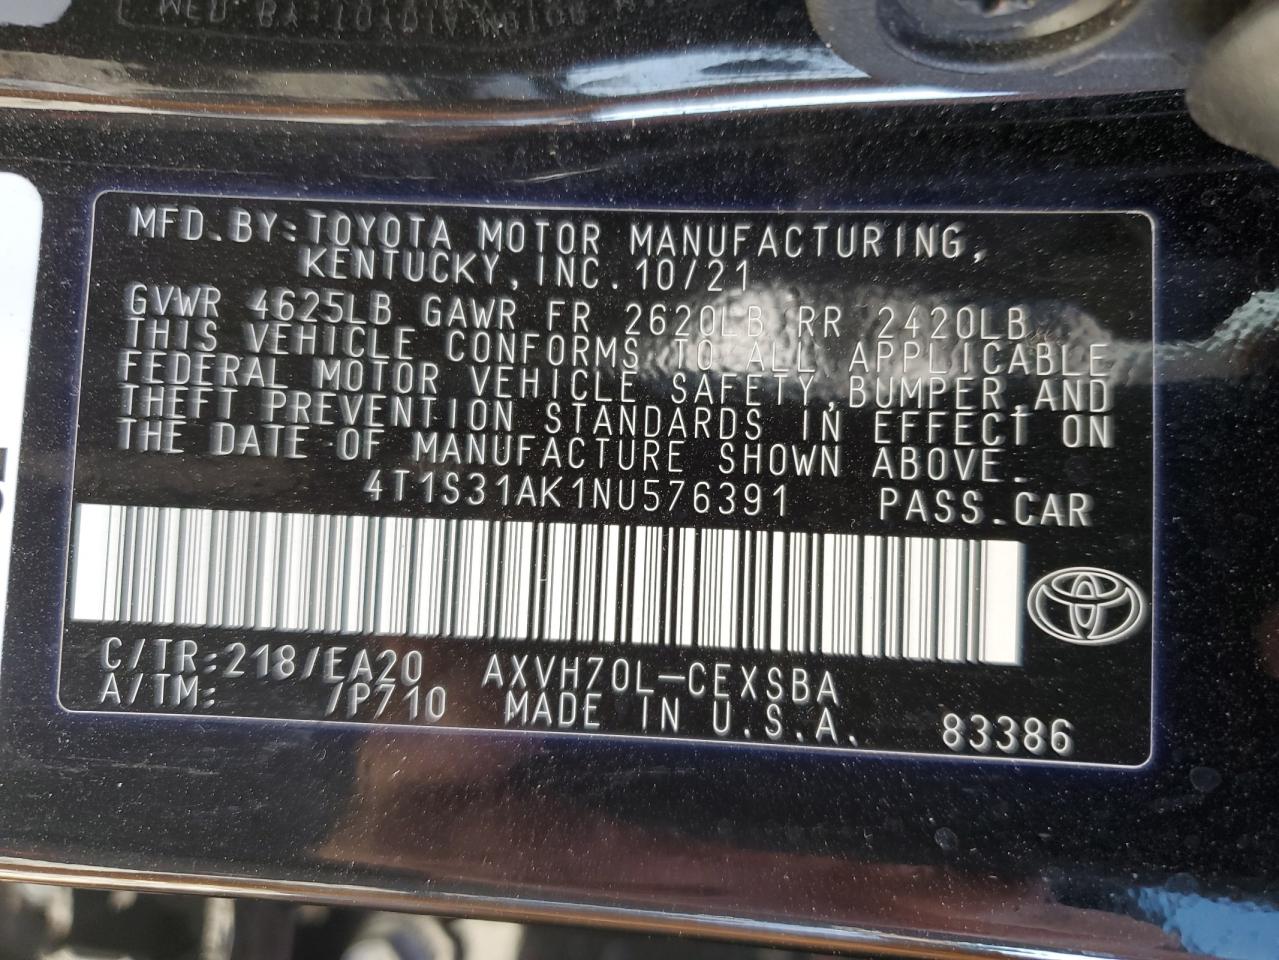 MFD.BY:TOYOTA MOTOR MANUFACTURING,
KENTUCKY,INC.10/21
GVWR 4625LB GAWR FR 2620LB RR 2420LB
THIS VEHICLE CONFORMS TO ALL APPLICABLE
FEDERAL MOTOR VEHICLE SAFETY,BUMPER,AND
THEFT PREVENTION STANDARDS IN EFFECT ON
THE DATE OF MANUFACTURE SHOWN ABOVE.
4T1S31AK1NU576391 PASS.CAR
C/TR:218/EA20 AXVH70L-CEXSBA
A/TM: /P710 MADE IN U.S.A. 83386